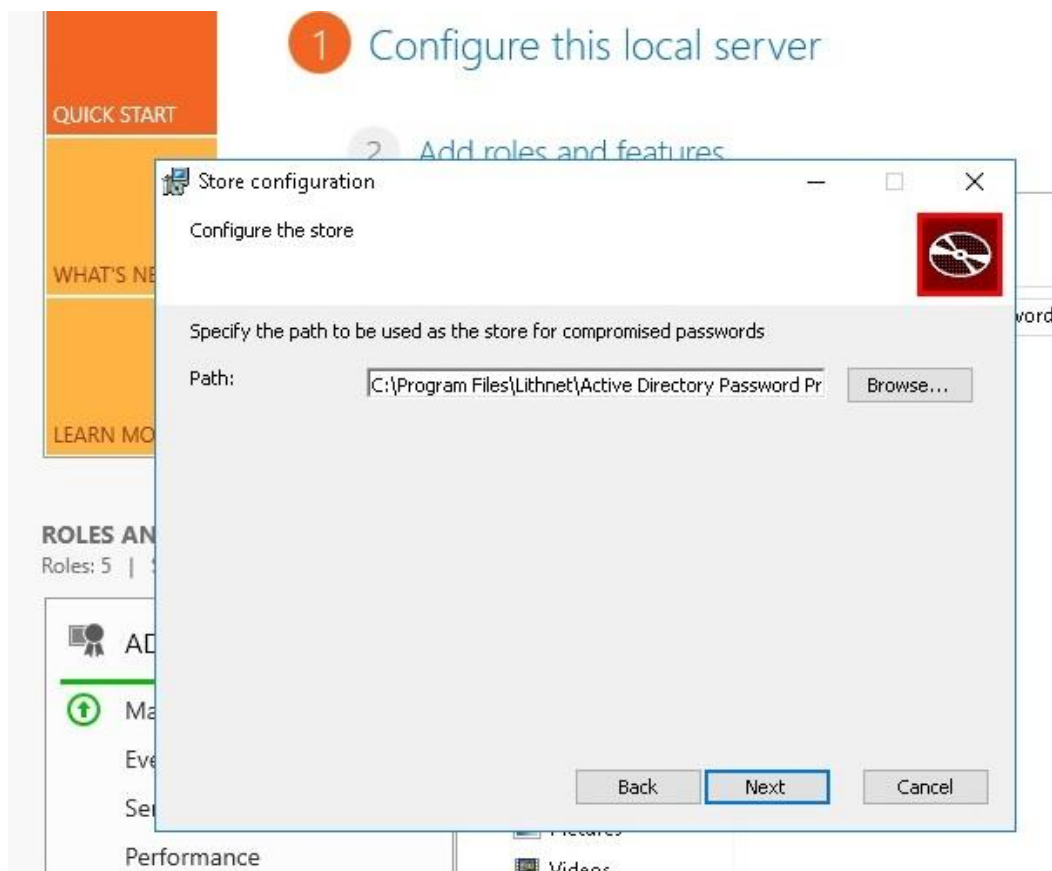 1 Configure this local server
QUICK START
2 Add roles and features
Store configuration
Configure the store
WHAT'S NE
Specify the path to be used as the store for compromised passwords
Path: C:\Program Files\Lithnet\Active Directory Password Pr Browse...
LEARN MO
ROLES AN
Roles: 5 |
AD
Ma
Eve
Ser
Back Next Cancel
Performance
Pictures
Videos